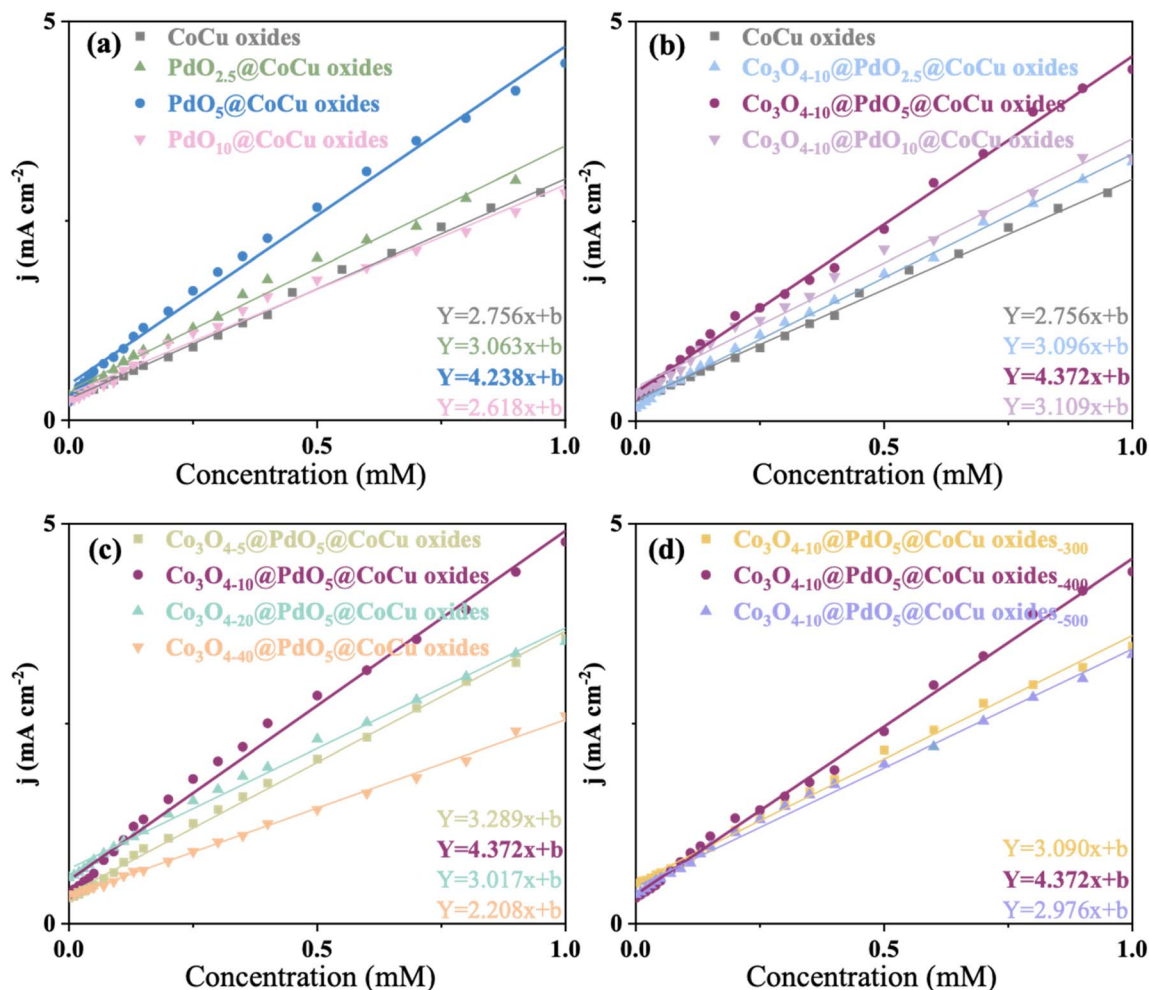 (a)
CoCu oxides
PdO2.5@CoCu oxides
PdO5@CoCu oxides
PdO10@CoCu oxides
Y=2.756x+b
Y=3.063x+b
Y=4.238x+b
Y=2.618x+b
5
0
0.0 0.5 1.0
j (mA cm-2)
Concentration (mM)
(b)
CoCu oxides
Co3O4-10@PdO2.5@CoCu oxides
Co3O4-10@PdO5@CoCu oxides
Co3O4-10@PdO10@CoCu oxides
Y=2.756x+b
Y=3.096x+b
Y=4.372x+b
Y=3.109x+b
5
0
0.0 0.5 1.0
j (mA cm-2)
Concentration (mM)
(c)
Co3O4-5@PdO5@CoCu oxides
Co3O4-10@PdO5@CoCu oxides
Co3O4-20@PdO5@CoCu oxides
Co3O4-40@PdO5@CoCu oxides
Y=3.289x+b
Y=4.372x+b
Y=3.017x+b
Y=2.208x+b
5
0
0.0 0.5 1.0
j (mA cm-2)
Concentration (mM)
(d)
Co3O4-10@PdO5@CoCu oxides-300
Co3O4-10@PdO5@CoCu oxides-400
Co3O4-10@PdO5@CoCu oxides-500
Y=3.090x+b
Y=4.372x+b
Y=2.976x+b
5
0
0.0 0.5 1.0
j (mA cm-2)
Concentration (mM)